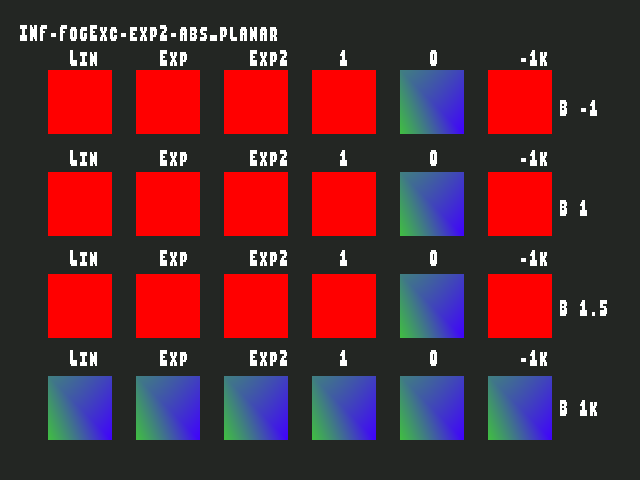 INF-FOGEXC-EXP2-ABS_PLANAR
LIN EXP EXP2 1 0 -1K
B -1
LIN EXP EXP2 1 0 -1K
B 1
LIN EXP EXP2 1 0 -1K
B 1.5
LIN EXP EXP2 1 0 -1K
B 1K